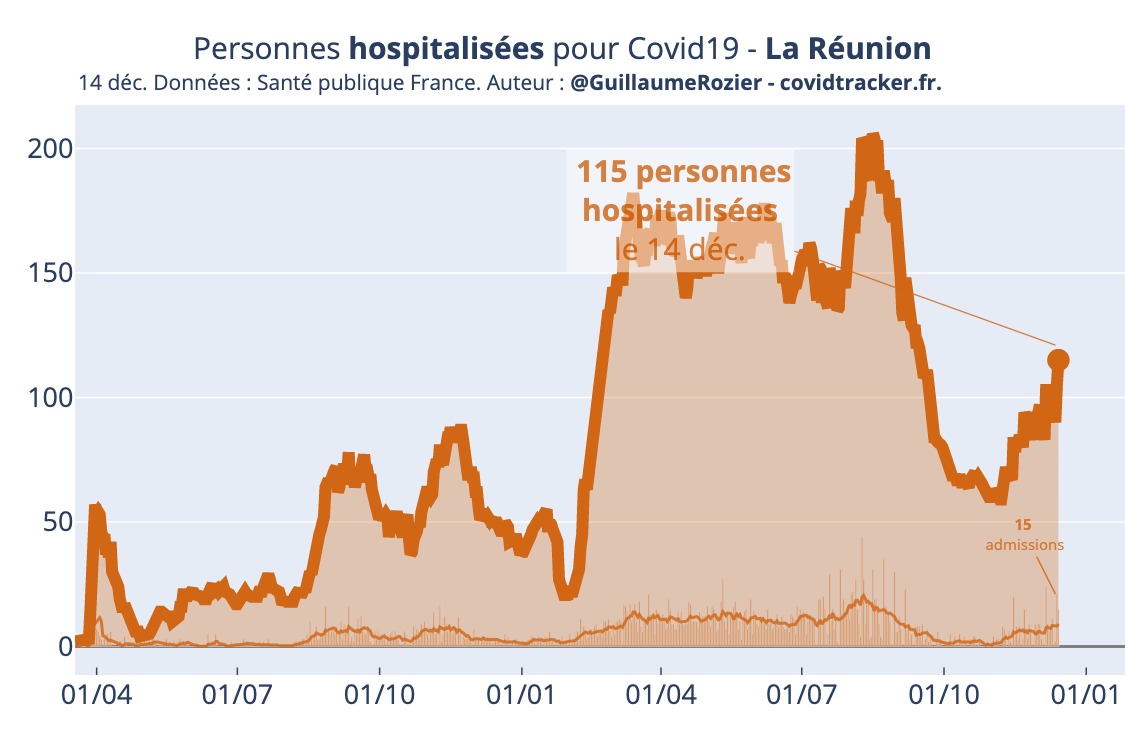 Personnes hospitalisées pour Covid19 - La Réunion
14 déc. Données : Santé publique France. Auteur : @GuillaumeRozier - covidtracker.fr.
200
115 personnes
hospitalisées
le 14 déc.
150
100
50
15
admissions
0
01/04 01/07 01/10 01/01 01/04 01/07 01/10 01/01